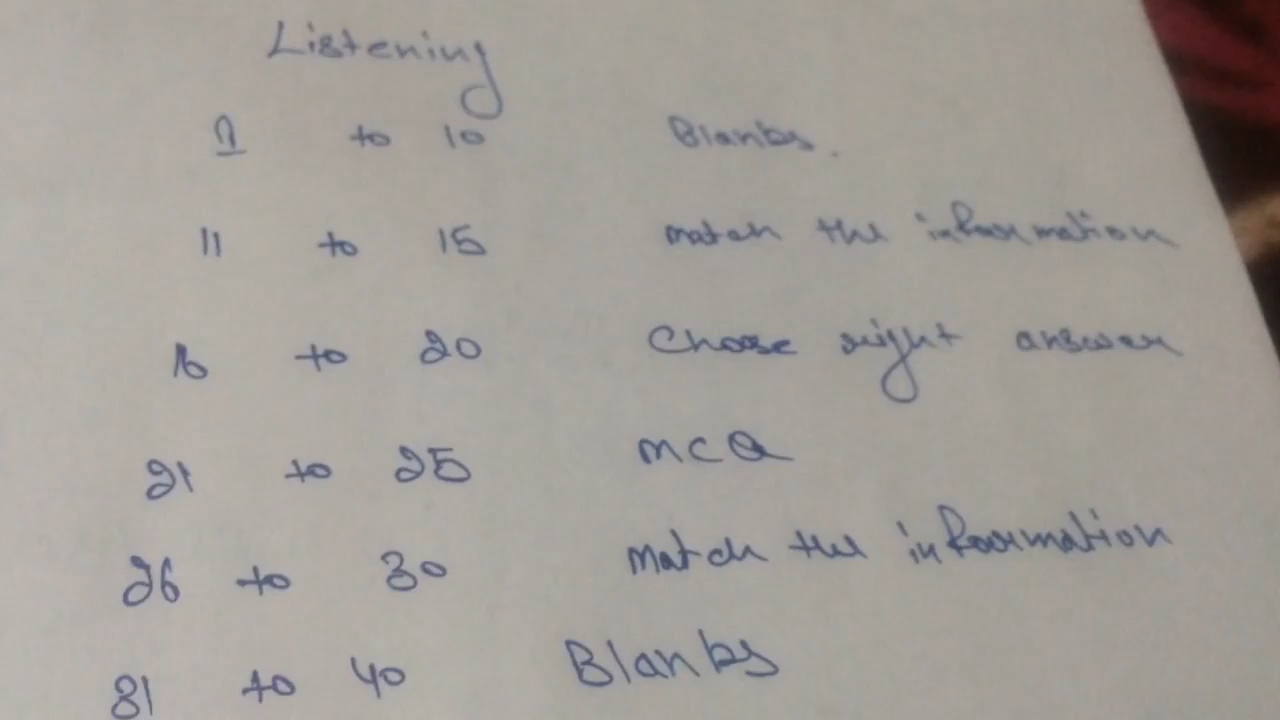 Listening
1 to 10 Blanks.
11 to 15 match the information
16 to 20 Choose right answer
21 to 25 MCQ
26 to 30 Match the information
31 to 40 Blanks